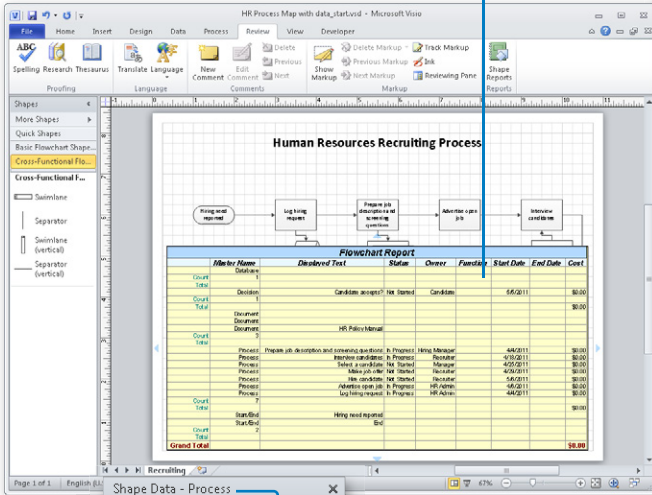 HR Process Map with data_start.vsd - Microsoft Visio
File Home Insert Design Data Process Review View Developer
Spelling Research Thesaurus
Proofing
Translate Language
Language
New Comment
Edit Comment
Delete
Previous
Next
Comments
Show Markup
Delete Markup
Previous Markup
Next Markup
Track Markup
Ink
Reviewing Pane
Markup
Shape Reports
Reports
Shapes
More Shapes
Quick Shapes
Basic Flowchart Shape...
Cross-Functional Flo...
Cross-Functional F...
Swimlane
Separator
Swimlane (vertical)
Separator (vertical)
Human Resources Recruiting Process
Hiring need reported
Log hiring request
Prepare job description and screening questions
Advertise open job
Interview candidates
Flowchart Report
Master Name Displayed Text Status Owner Function Start Date End Date Cost
Database
Count 1
Total
Decision Candidate accepts? Not Started Candidate 5/5/2011 $0.00
Count 1
Total $0.00
Document
Document
Document HR Policy Manual
Count 3
Total
Process Prepare job description and screening questions In Progress Hiring Manager 4/4/2011 $0.00
Process Interview candidates In Progress Recruiter 4/18/2011 $0.00
Process Select a candidate Not Started Manager 4/25/2011 $0.00
Process Make job offer Not Started Recruiter 4/29/2011 $0.00
Process Hire candidate Not Started Recruiter 5/6/2011 $0.00
Process Advertise open job In Progress HR Admin 4/6/2011 $0.00
Process Log hiring request In Progress HR Admin 4/4/2011 $0.00
Count 7
Total $0.00
Start/End Hiring need reported
Start/End End
Count 2
Total
Grand Total $0.00
Recruiting
Page 1 of 1 English (U.
67%
Shape Data - Process